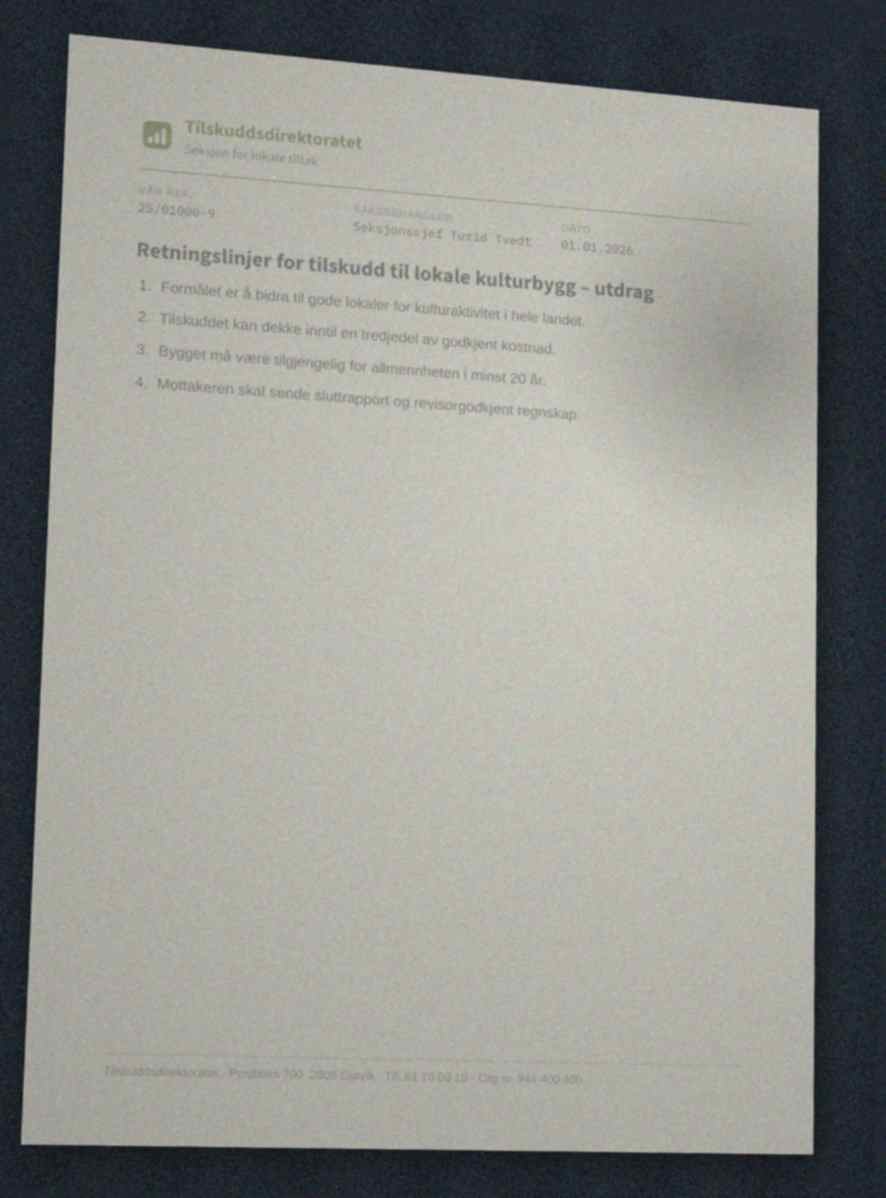 Tilskuddsdirektoratet
Seksjon for lokale tiltak
VÅR REF.
25/01000-9
SAKSBEHANDLER
Seksjonssjef Turid Tvedt
DATO
01.01.2026
Retningslinjer for tilskudd til lokale kulturbygg – utdrag
1. Formålet er å bidra til gode lokaler for kulturaktivitet i hele landet.
2. Tilskuddet kan dekke inntil en tredjedel av godkjent kostnad.
3. Bygget må være tilgjengelig for allmennheten i minst 20 år.
4. Mottakeren skal sende sluttrapport og revisorgodkjent regnskap.
Tilskuddsdirektoratet · Postboks 700